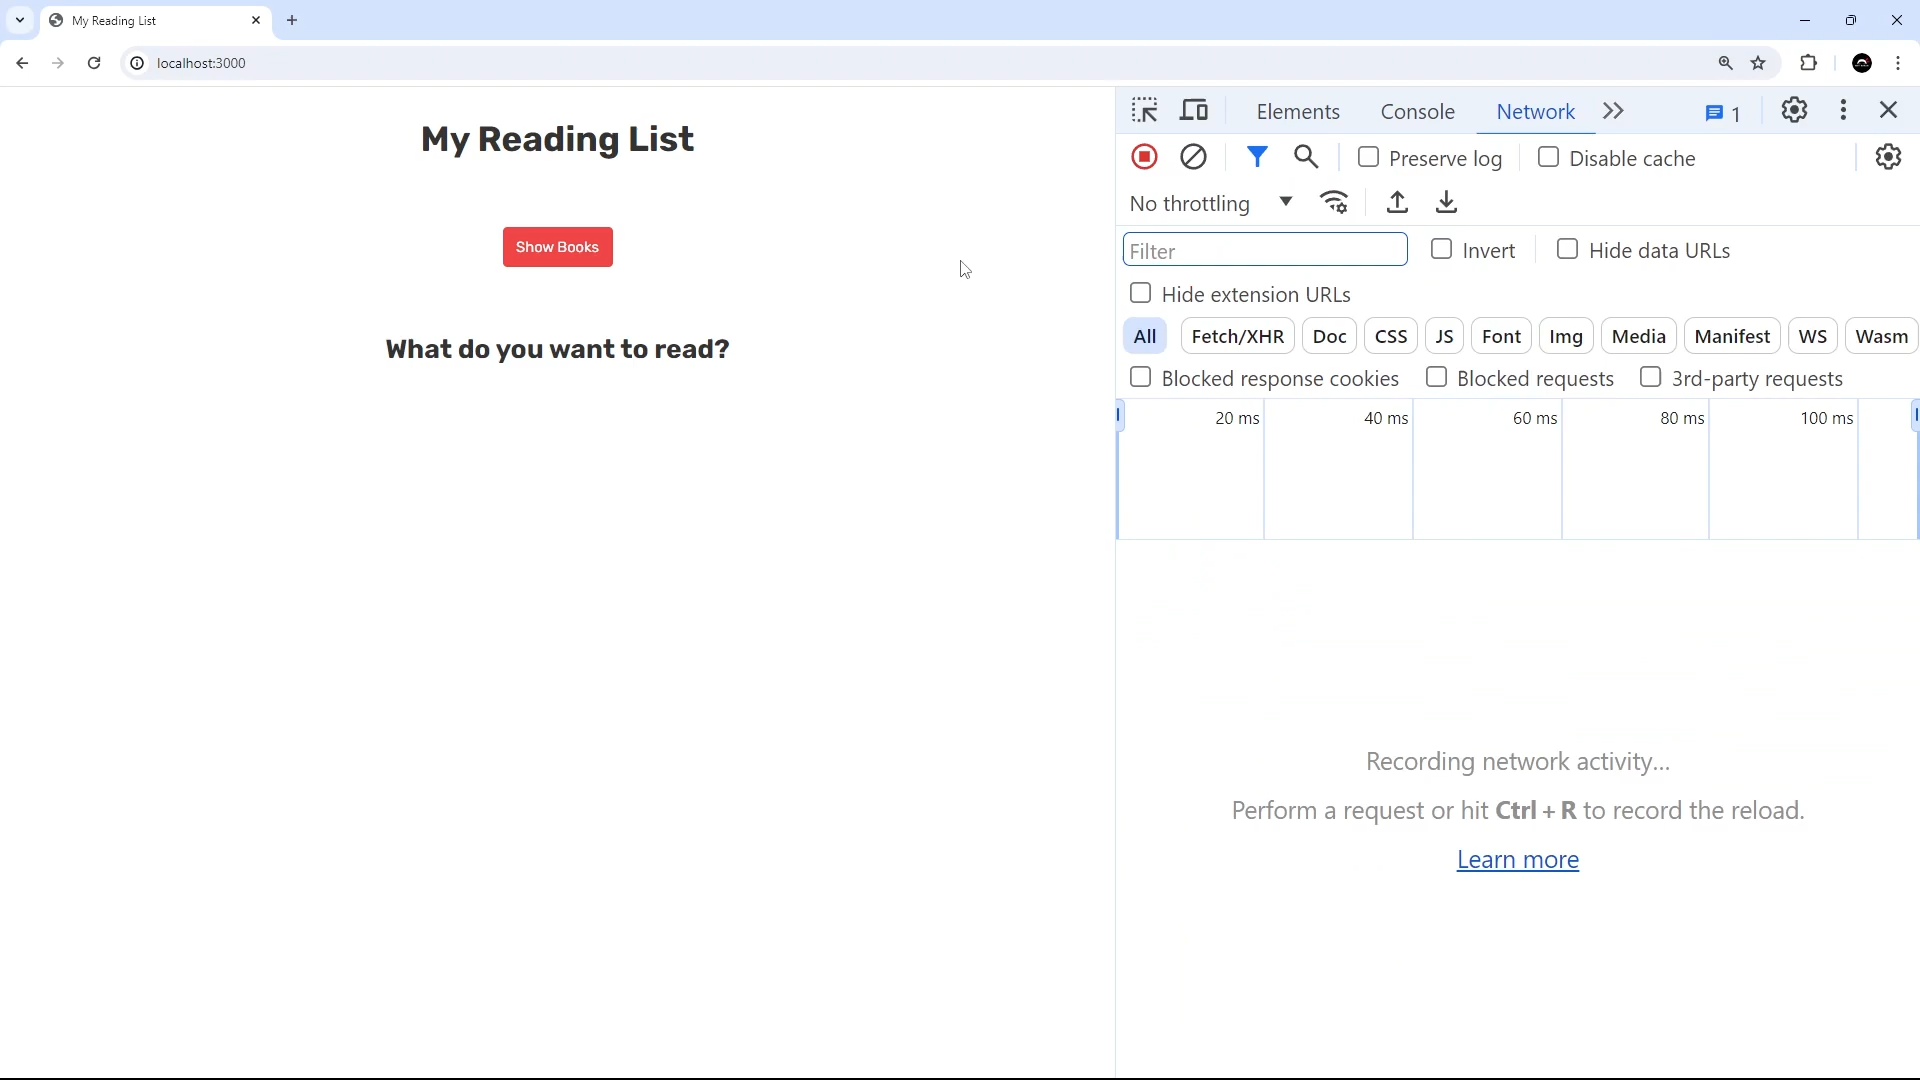 My Reading List
localhost:3000
My Reading List
Show Books
What do you want to read?
Elements Console Network 1
Preserve log Disable cache
No throttling
Filter Invert Hide data URLs
Hide extension URLs
All Fetch/XHR Doc CSS JS Font Img Media Manifest WS Wasm
Blocked response cookies Blocked requests 3rd-party requests
20 ms 40 ms 60 ms 80 ms 100 ms
Recording network activity...
Perform a request or hit Ctrl + R to record the reload.
Learn more